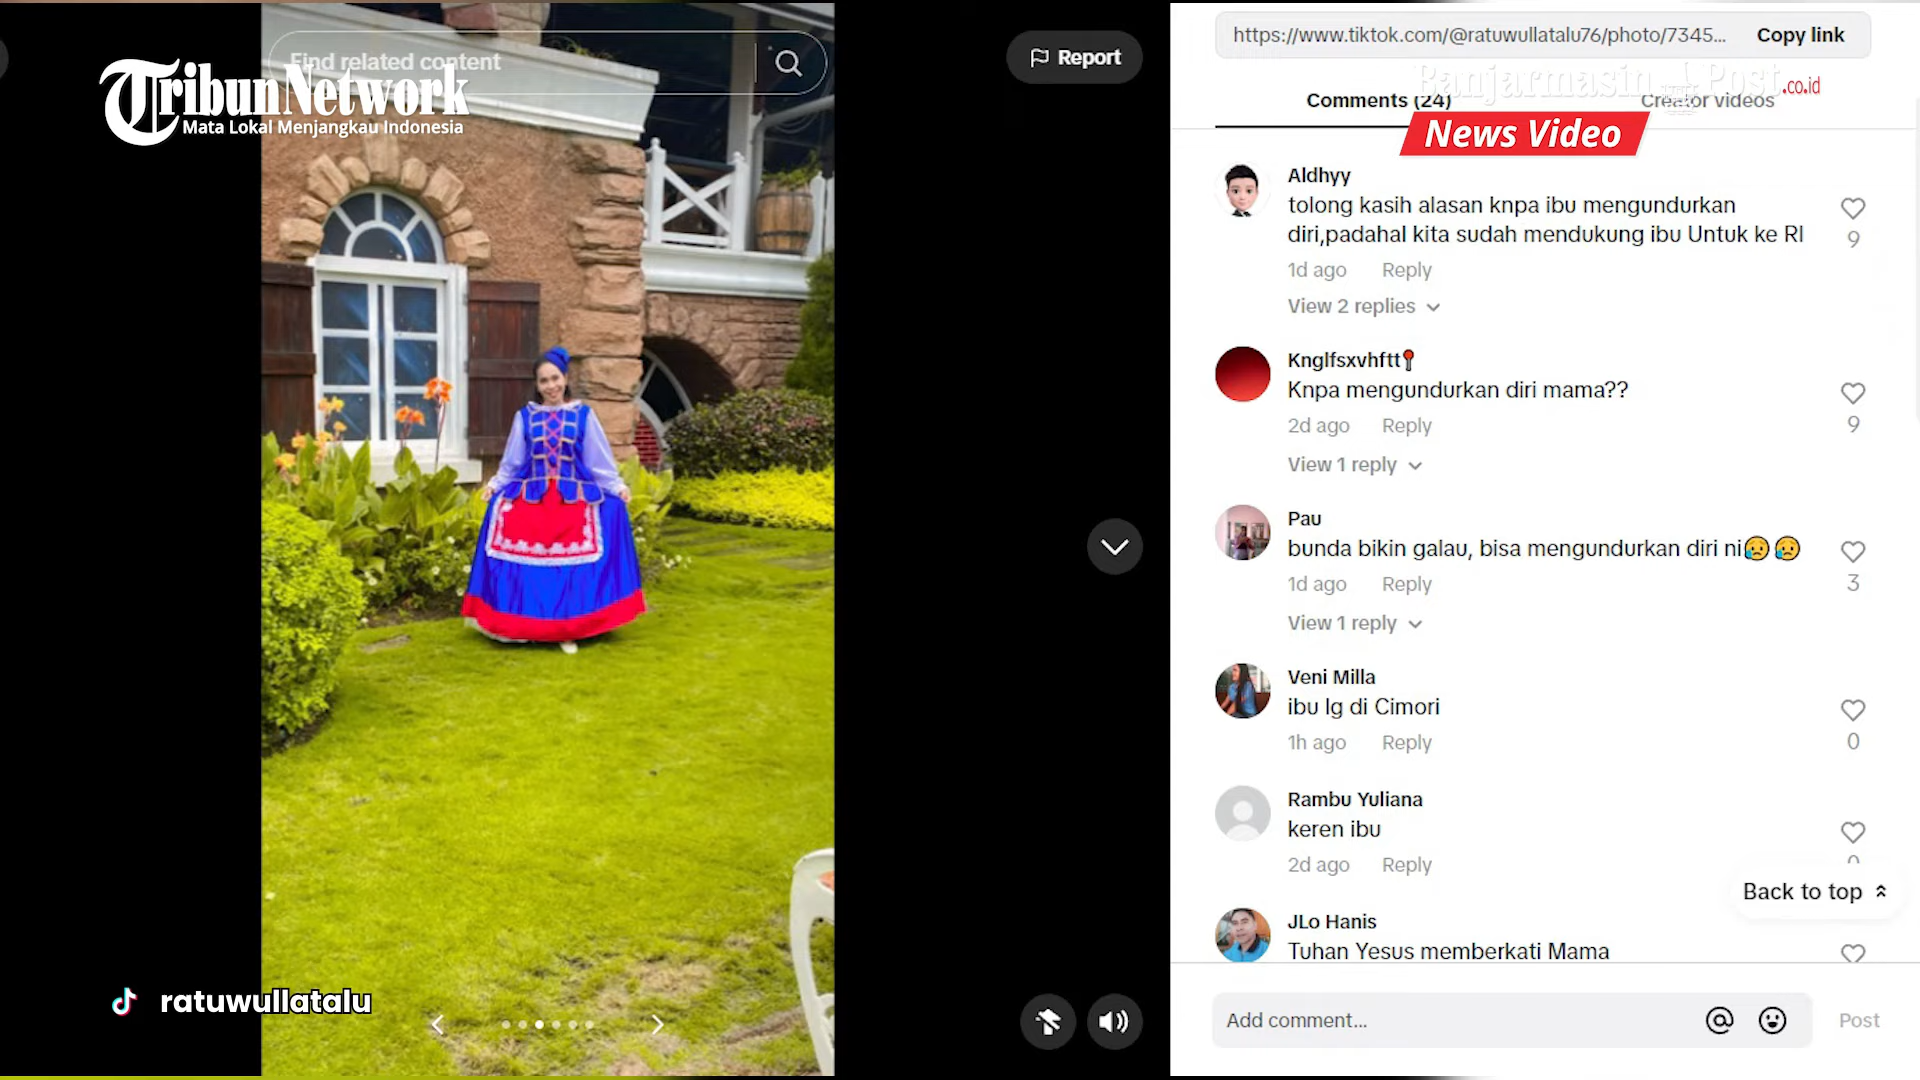 Find related content
Tribun Network
Mata Lokal Menjangkau Indonesia
ratuwullatalu
Report
https://www.tiktok.com/@ratuwullatalu76/photo/7345...
Copy link
Banjarmasin Post.co.id
Comments (24)
Creator videos
News Video
Aldhyy
tolong kasih alasan knpa ibu mengundurkan
diri,padahal kita sudah mendukung ibu Untuk ke RI
9
1d ago Reply
View 2 replies
Knglfsxvhftt📍
Knpa mengundurkan diri mama??
9
2d ago Reply
View 1 reply
Pau
bunda bikin galau, bisa mengundurkan diri ni😥😥
3
1d ago Reply
View 1 reply
Veni Milla
ibu lg di Cimori
0
1h ago Reply
Rambu Yuliana
keren ibu
2d ago Reply
Back to top
JLo Hanis
Tuhan Yesus memberkati Mama
Add comment...
Post